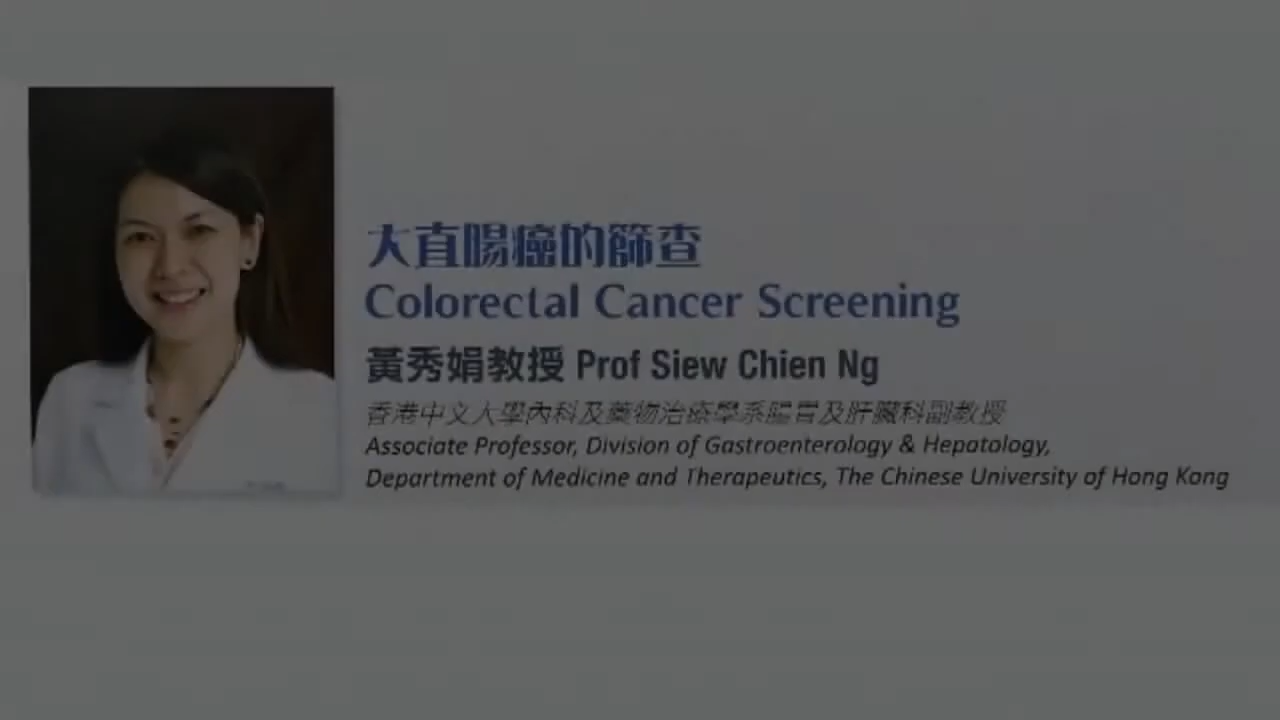 大直腸癌的篩查
Colorectal Cancer Screening
黃秀娟教授 Prof Siew Chien Ng
香港中文大學內科及藥物治療學系腸胃及肝臟科副教授
Associate Professor, Division of Gastroenterology & Hepatology,
Department of Medicine and Therapeutics, The Chinese University of Hong Kong